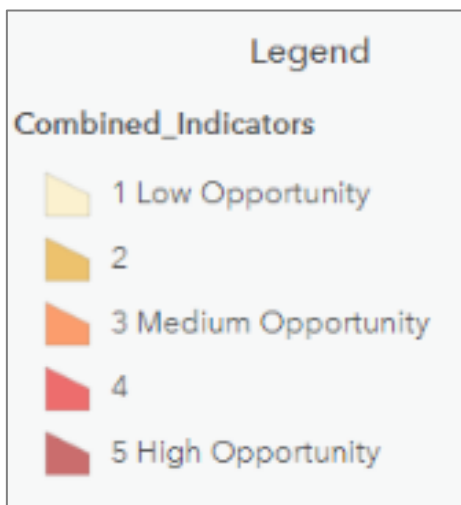 Legend
Combined_Indicators
1 Low Opportunity
2
3 Medium Opportunity
4
5 High Opportunity